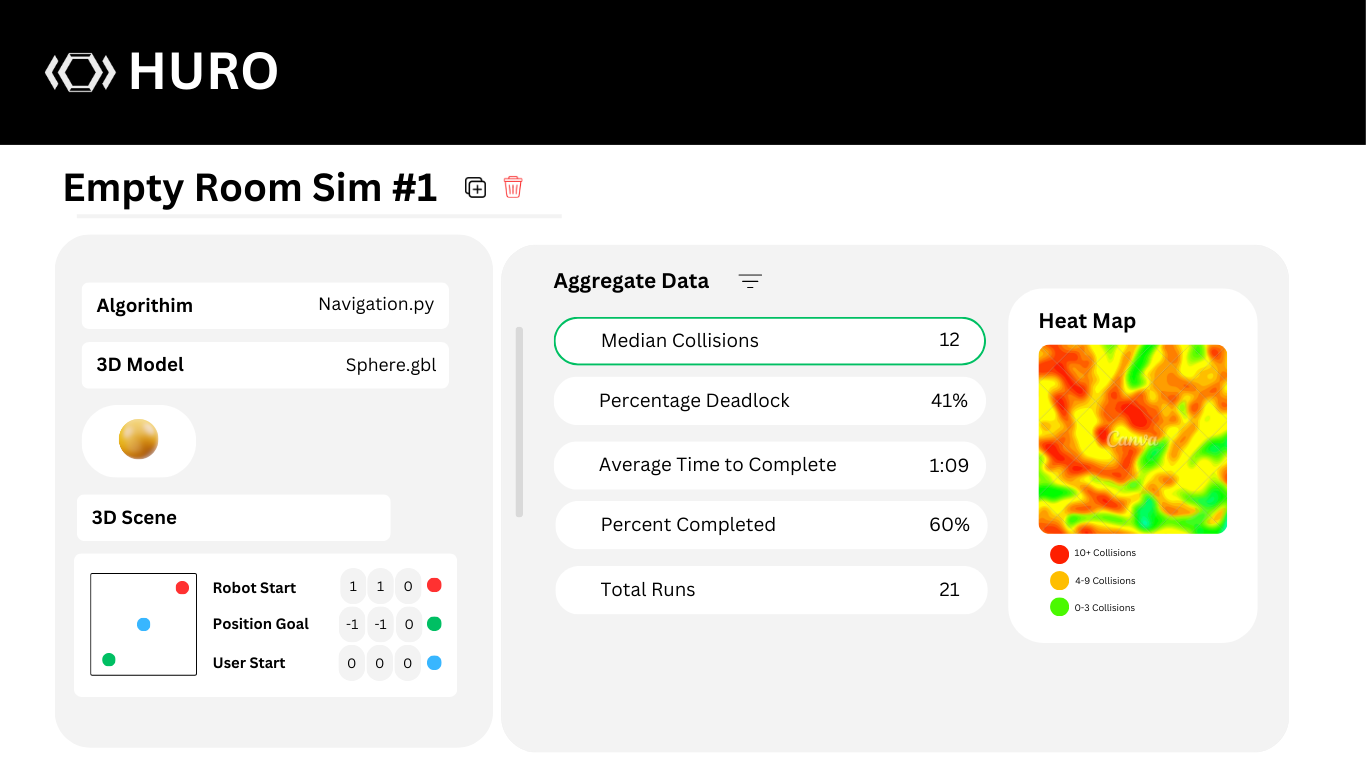 HURO
Empty Room Sim #1
Algorithim Navigation.py
3D Model Sphere.gbl
3D Scene
Robot Start 1 1 0
Position Goal -1 -1 0
User Start 0 0 0
Aggregate Data
Median Collisions 12
Percentage Deadlock 41%
Average Time to Complete 1:09
Percent Completed 60%
Total Runs 21
Heat Map
Canva
10+ Collisions
4-9 Collisions
0-3 Collisions